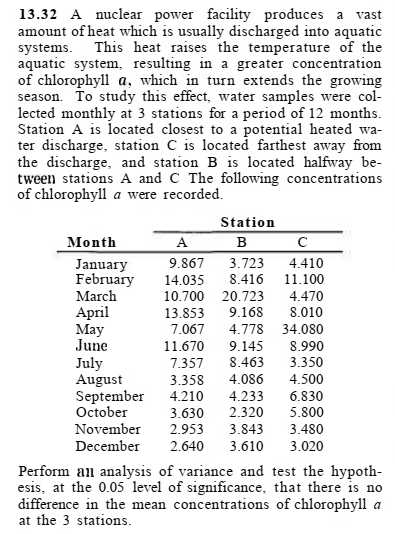 13.32 A nuclear power facility produces a vast
amount of heat which is usually discharged into aquatic
systems. This heat raises the temperature of the
aquatic system, resulting in a greater concentration
of chlorophyll a, which in turn extends the growing
season. To study this effect, water samples were col-
lected monthly at 3 stations for a period of 12 months.
Station A is located closest to a potential heated wa-
ter discharge, station C is located farthest away from
the discharge, and station B is located halfway be-
tween stations A and C The following concentrations
of chlorophyll a were recorded.
Station
Month A B C
January 9.867 3.723 4.410
February 14.035 8.416 11.100
March 10.700 20.723 4.470
April 13.853 9.168 8.010
May 7.067 4.778 34.080
June 11.670 9.145 8.990
July 7.357 8.463 3.350
August 3.358 4.086 4.500
September 4.210 4.233 6.830
October 3.630 2.320 5.800
November 2.953 3.843 3.480
December 2.640 3.610 3.020
Perform an analysis of variance and test the hypoth-
esis, at the 0.05 level of significance, that there is no
difference in the mean concentrations of chlorophyll a
at the 3 stations.